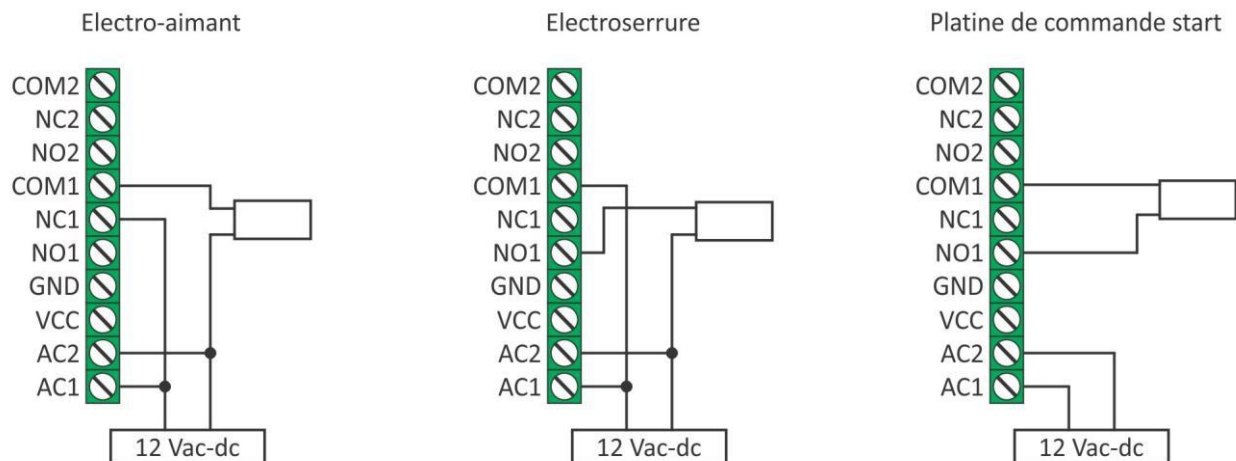 Electro-aimant
COM2
NC2
NO2
COM1
NC1
NO1
GND
VCC
AC2
AC1
12 Vac-dc
Electroserrure
COM2
NC2
NO2
COM1
NC1
NO1
GND
VCC
AC2
AC1
12 Vac-dc
Platine de commande start
COM2
NC2
NO2
COM1
NC1
NO1
GND
VCC
AC2
AC1
12 Vac-dc